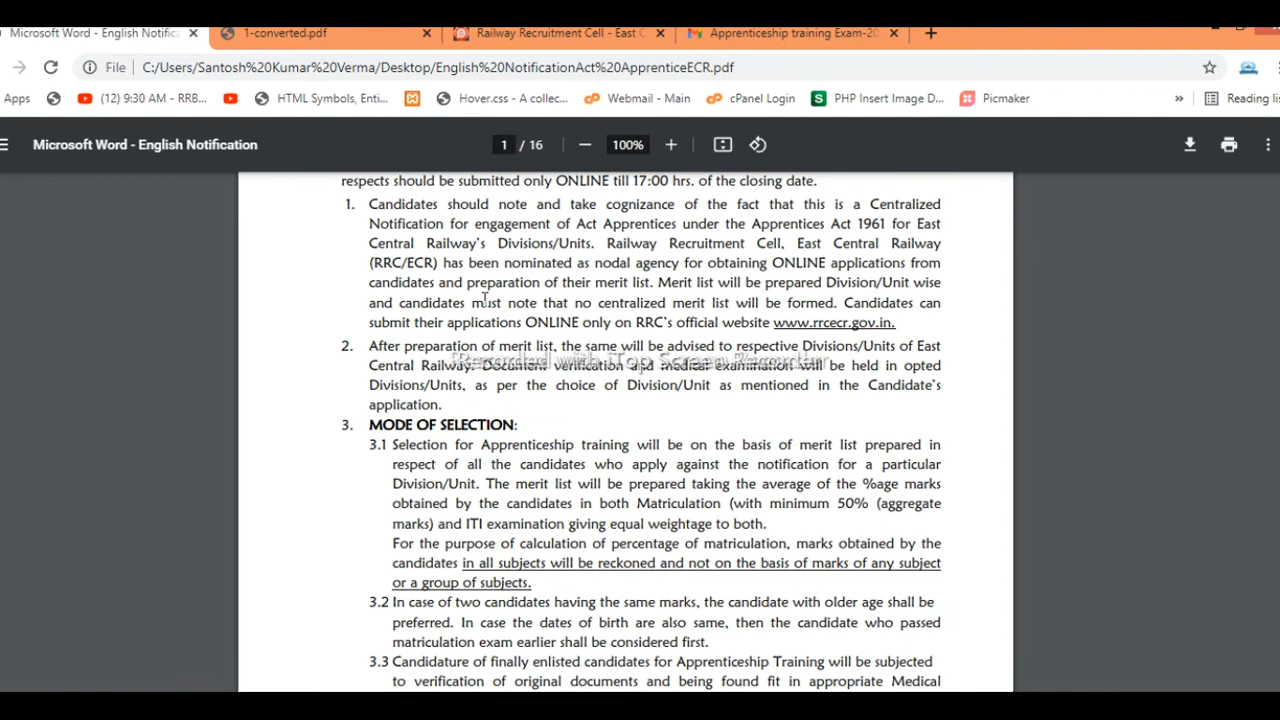 Microsoft Word - English Notifica
1-converted.pdf
Railway Recruitment Cell - East C
Apprenticeship training Exam-20
File C:/Users/Santosh%20Kumar%20Verma/Desktop/English%20NotificationAct%20ApprenticeECR.pdf
Apps
(12) 9:30 AM - RRB...
HTML Symbols, Enti...
Hover.css - A collec...
Webmail - Main
cPanel Login
PHP Insert Image D...
Picmaker
»
Reading lis
Microsoft Word - English Notification
1 / 16
100%
respects should be submitted only ONLINE till 17:00 hrs. of the closing date.
1. Candidates should note and take cognizance of the fact that this is a Centralized
Notification for engagement of Act Apprentices under the Apprentices Act 1961 for East
Central Railway's Divisions/Units. Railway Recruitment Cell, East Central Railway
(RRC/ECR) has been nominated as nodal agency for obtaining ONLINE applications from
candidates and preparation of their merit list. Merit list will be prepared Division/Unit wise
and candidates must note that no centralized merit list will be formed. Candidates can
submit their applications ONLINE only on RRC's official website www.rrcecr.gov.in.
2. After preparation of merit list, the same will be advised to respective Divisions/Units of East
Recorded with iTop Screen Recorder
Central Railway. Document verification and medical examination will be held in opted
Divisions/Units, as per the choice of Division/Unit as mentioned in the Candidate's
application.
3. MODE OF SELECTION:
3.1 Selection for Apprenticeship training will be on the basis of merit list prepared in
respect of all the candidates who apply against the notification for a particular
Division/Unit. The merit list will be prepared taking the average of the %age marks
obtained by the candidates in both Matriculation (with minimum 50% (aggregate
marks) and ITI examination giving equal weightage to both.
For the purpose of calculation of percentage of matriculation, marks obtained by the
candidates in all subjects will be reckoned and not on the basis of marks of any subject
or a group of subjects.
3.2 In case of two candidates having the same marks, the candidate with older age shall be
preferred. In case the dates of birth are also same, then the candidate who passed
matriculation exam earlier shall be considered first.
3.3 Candidature of finally enlisted candidates for Apprenticeship Training will be subjected
to verification of original documents and being found fit in appropriate Medical